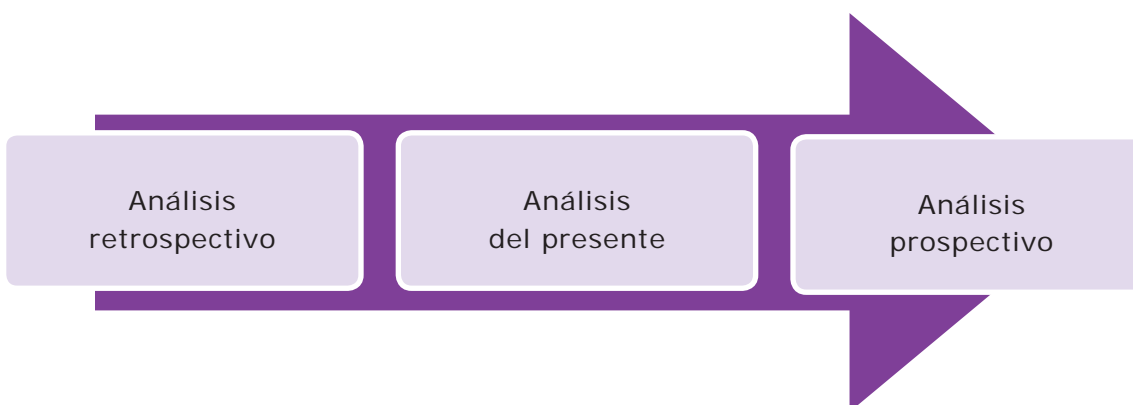 Análisis
retrospectivo
Análisis
del presente
Análisis
prospectivo